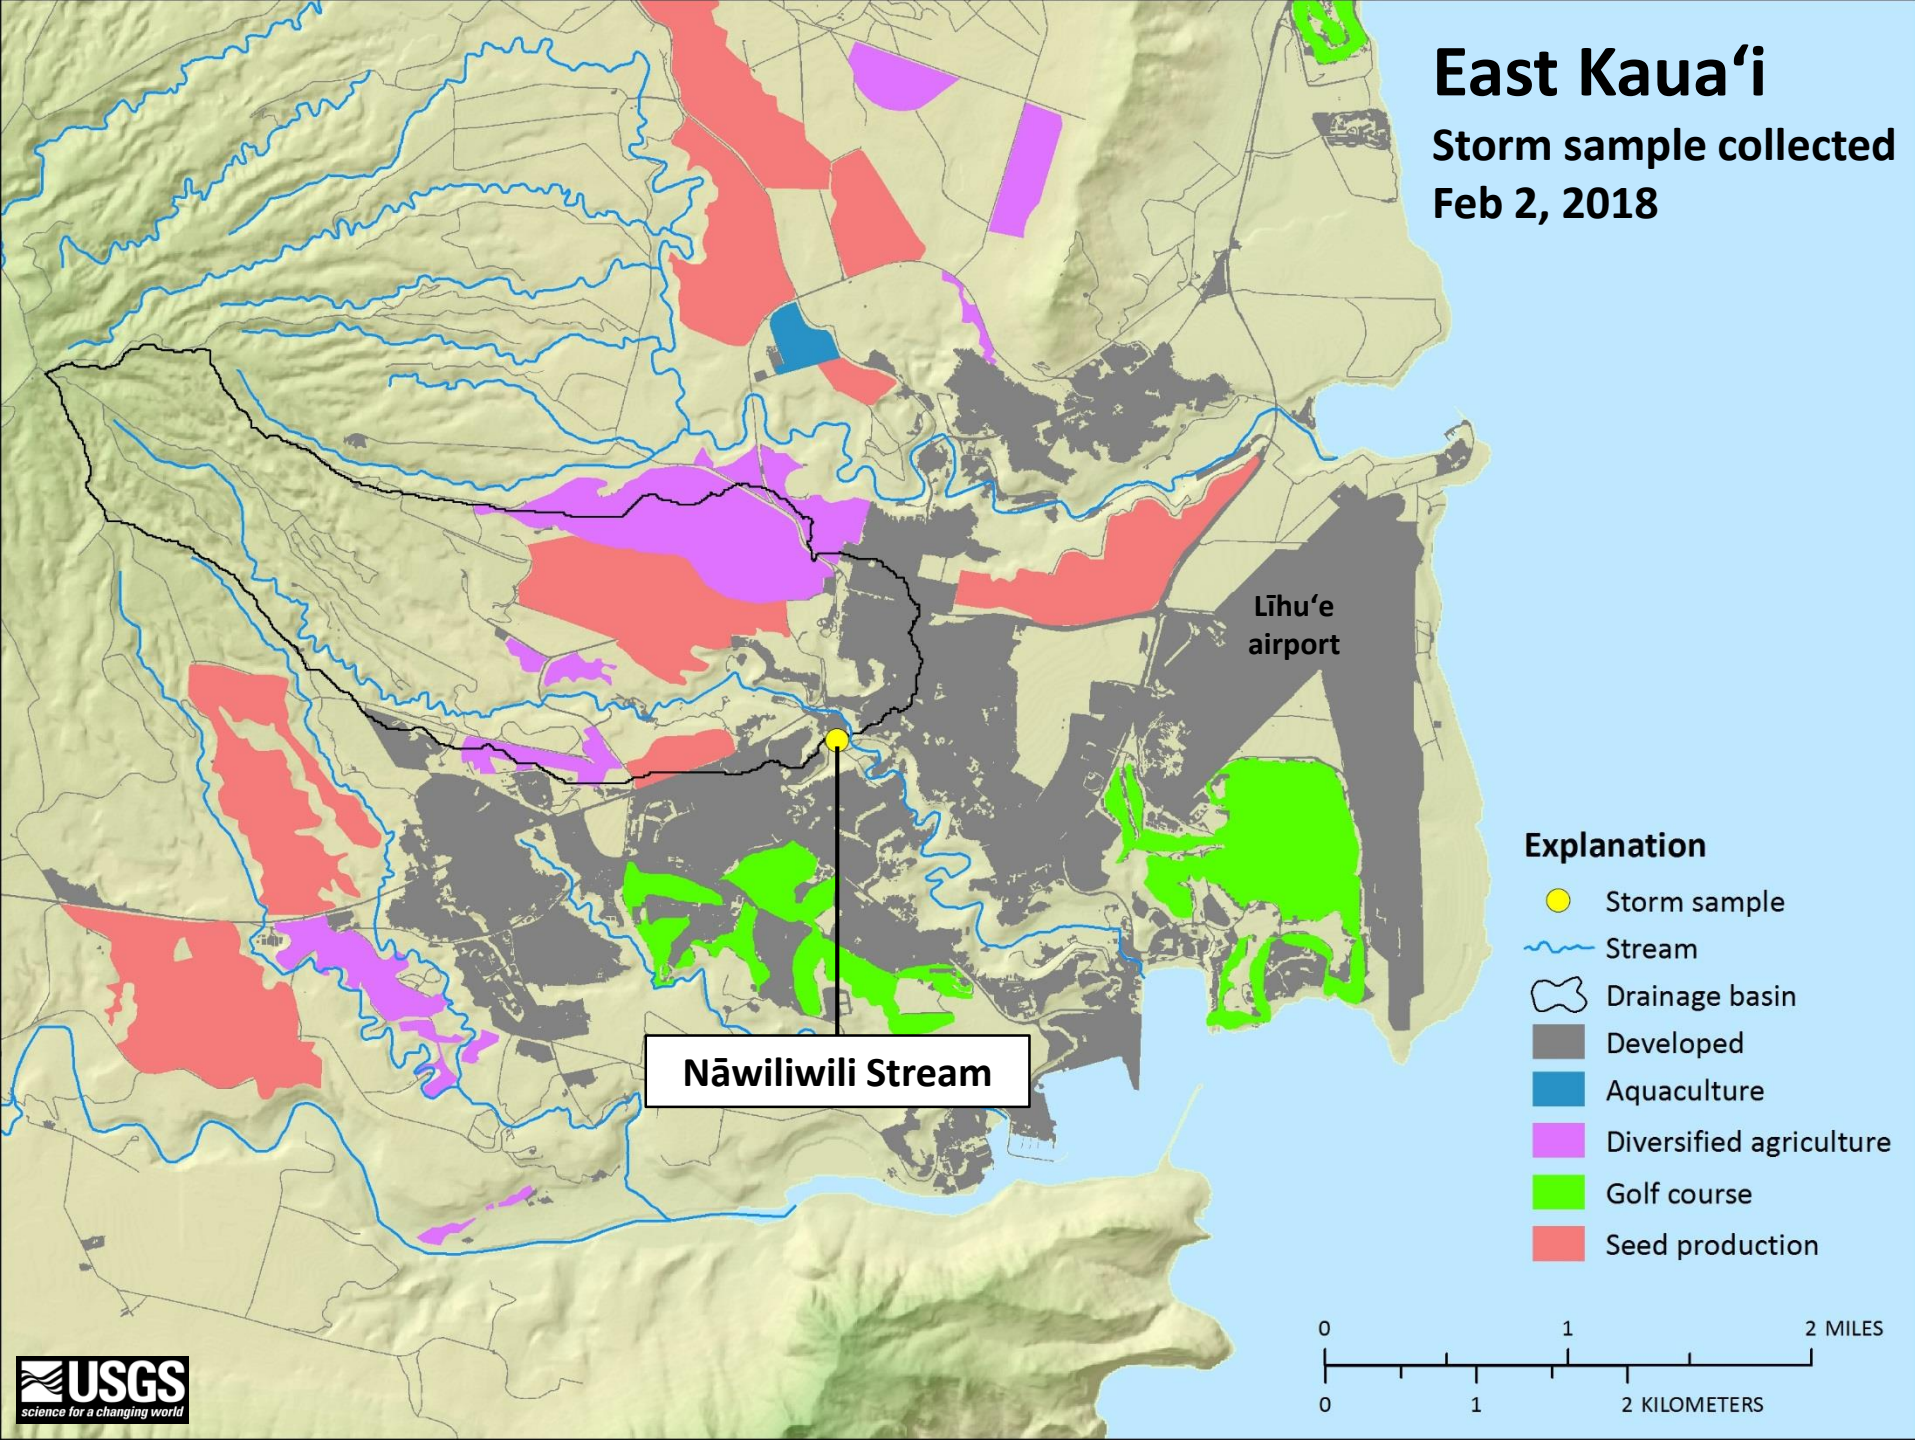 East Kauaʻi
Storm sample collected
Feb 2, 2018
Līhuʻe
airport
Nāwiliwili Stream
Explanation
Storm sample
Stream
Drainage basin
Developed
Aquaculture
Diversified agriculture
Golf course
Seed production
0 1 2 MILES
0 1 2 KILOMETERS
USGS
science for a changing world